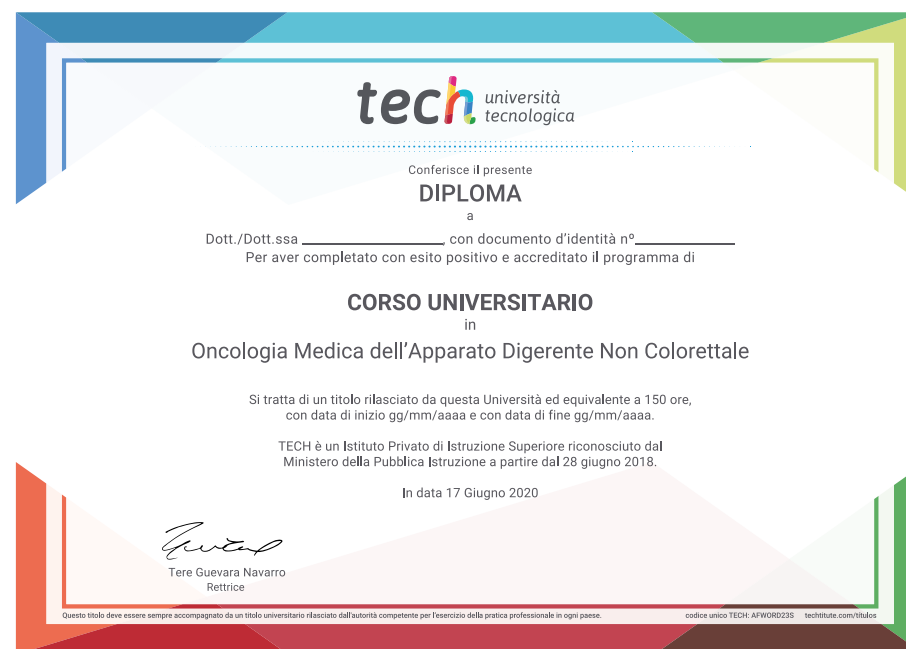 tech università
tecnologica
Conferisce il presente
DIPLOMA
a
Dott./Dott.ssa ____________________, con documento d'identità nº______________
Per aver completato con esito positivo e accreditato il programma di
CORSO UNIVERSITARIO
in
Oncologia Medica dell'Apparato Digerente Non Colorettale
Si tratta di un titolo rilasciato da questa Università ed equivalente a 150 ore,
con data di inizio gg/mm/aaaa e con data di fine gg/mm/aaaa.
TECH è un Istituto Privato di Istruzione Superiore riconosciuto dal
Ministero della Pubblica Istruzione a partire dal 28 giugno 2018.
In data 17 Giugno 2020
Tere Guevara Navarro
Rettrice
Questo titolo deve essere sempre accompagnato da un titolo universitario rilasciato dall'autorità competente per l'esercizio della pratica professionale in ogni paese. codice unico TECH: AFWORD23S techtitute.com/titulos